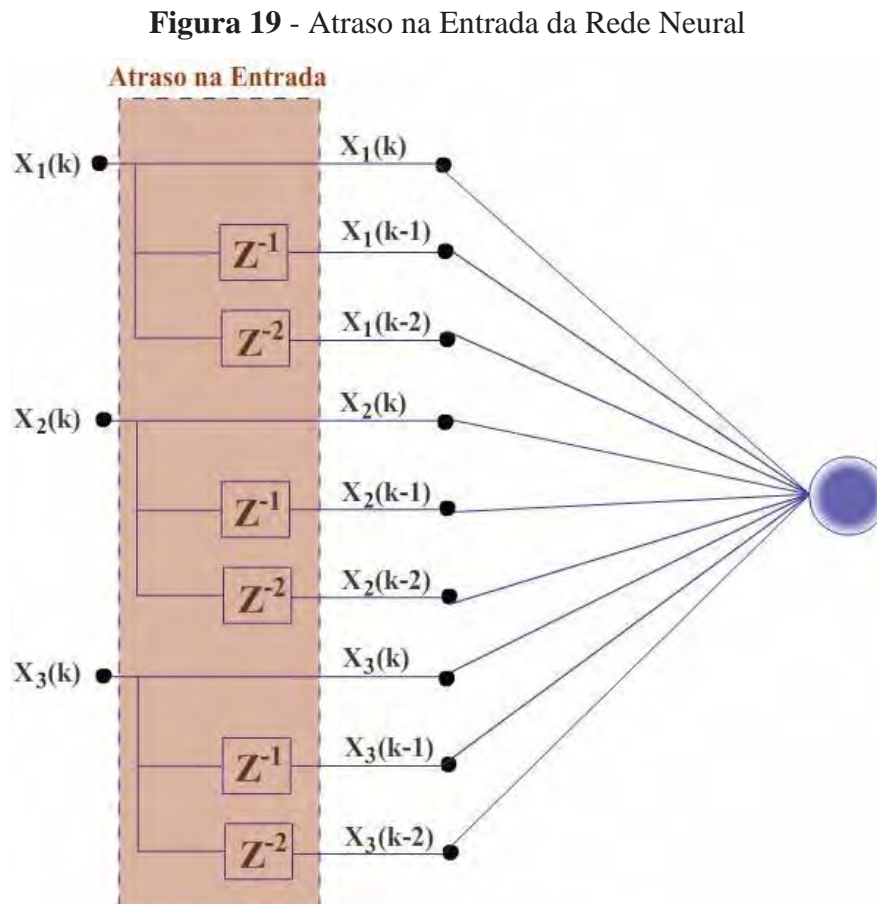 Figura 19 - Atraso na Entrada da Rede Neural
Atraso na Entrada
X₁(k) X₁(k)
Z⁻¹ X₁(k-1)
Z⁻² X₁(k-2)
X₂(k) X₂(k)
Z⁻¹ X₂(k-1)
Z⁻² X₂(k-2)
X₃(k) X₃(k)
Z⁻¹ X₃(k-1)
Z⁻² X₃(k-2)